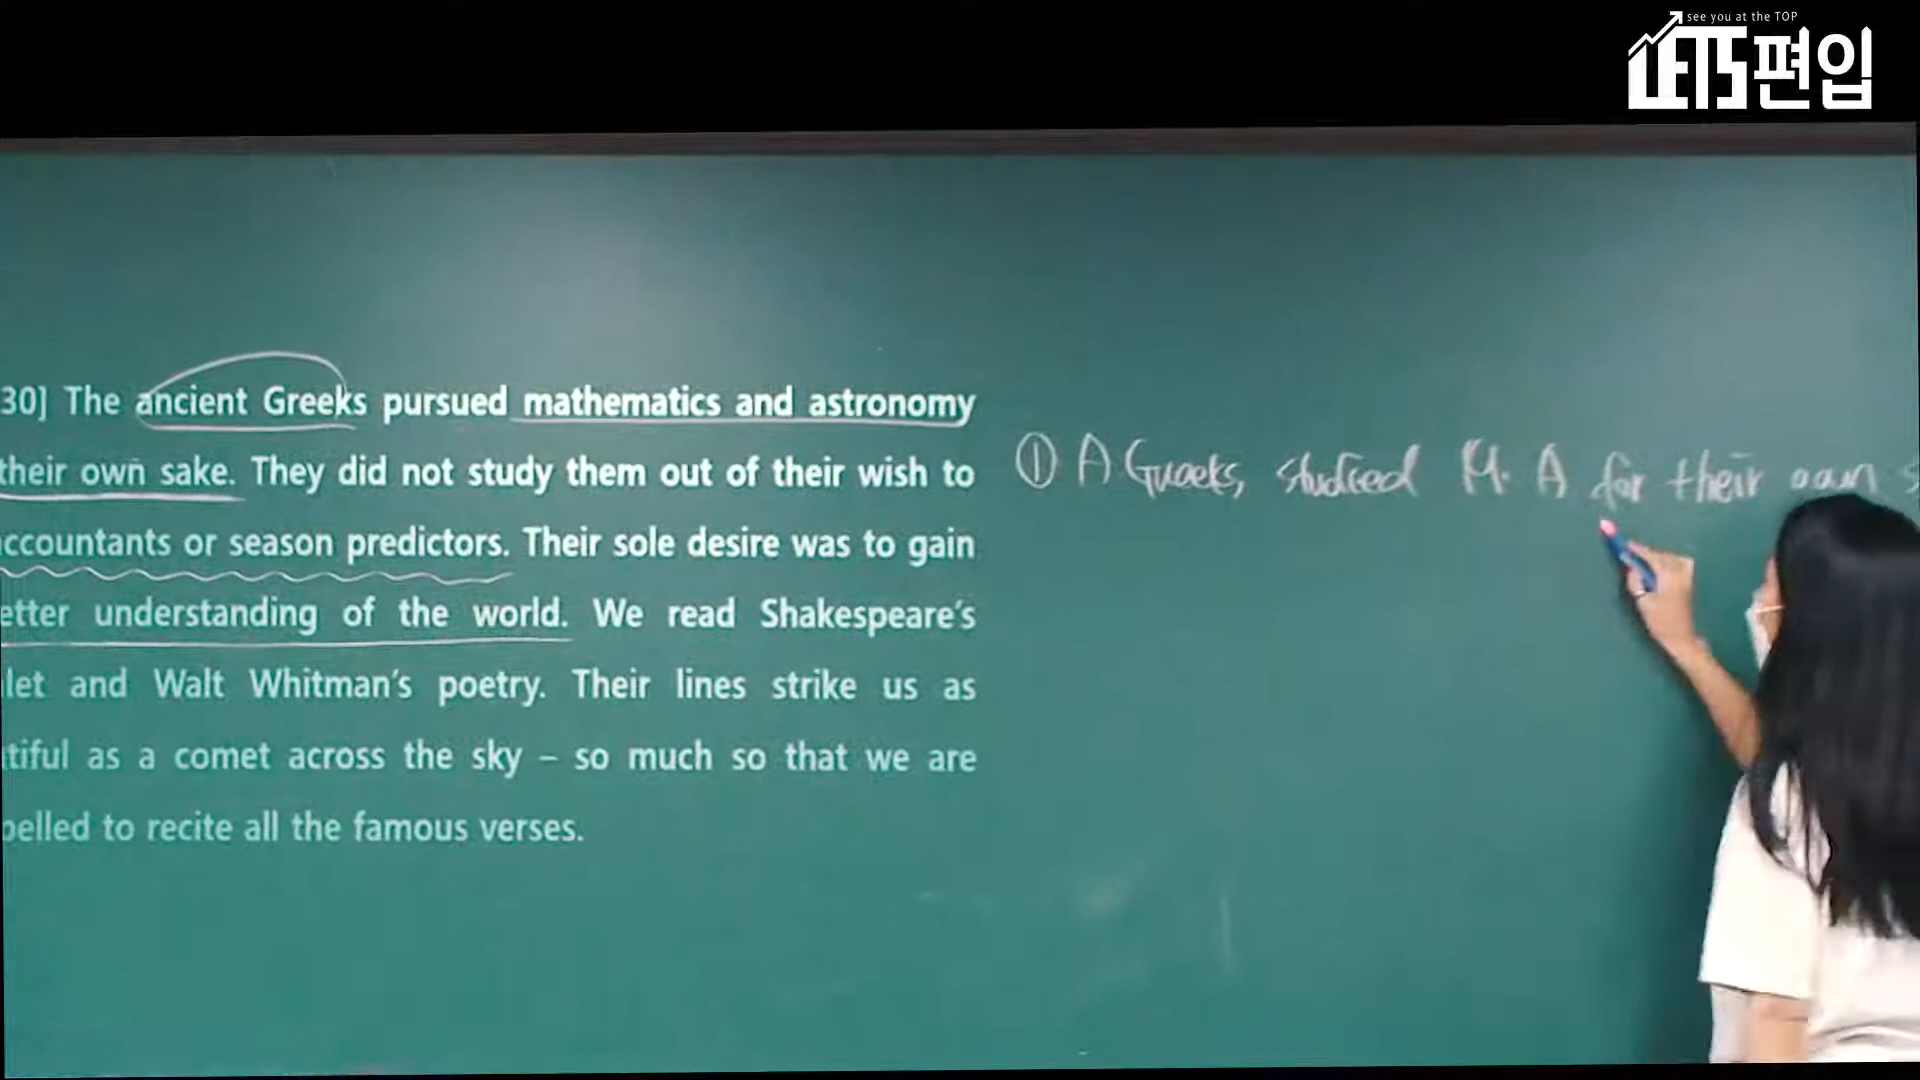 see you at the TOP
LETS편입
30] The ancient Greeks pursued mathematics and astronomy
their own sake. They did not study them out of their wish to
ccountants or season predictors. Their sole desire was to gain
etter understanding of the world. We read Shakespeare's
let and Walt Whitman's poetry. Their lines strike us as
tiful as a comet across the sky – so much so that we are
pelled to recite all the famous verses.
① A Greeks, studied M. A for their own s